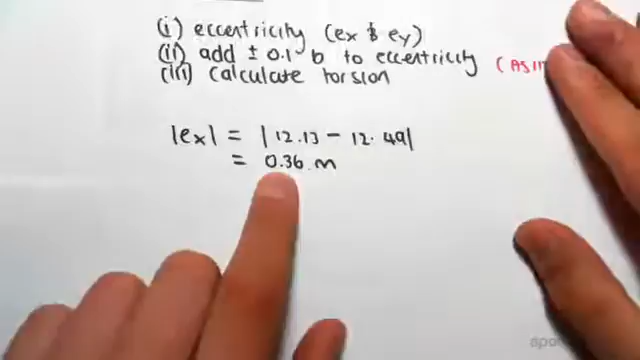 (i) eccentricity (ex & ey)
(ii) add ± 0.1 b to eccentricity
(iii) calculate torsion
|ex| = | 12.13 - 12.49|
= 0.36 m